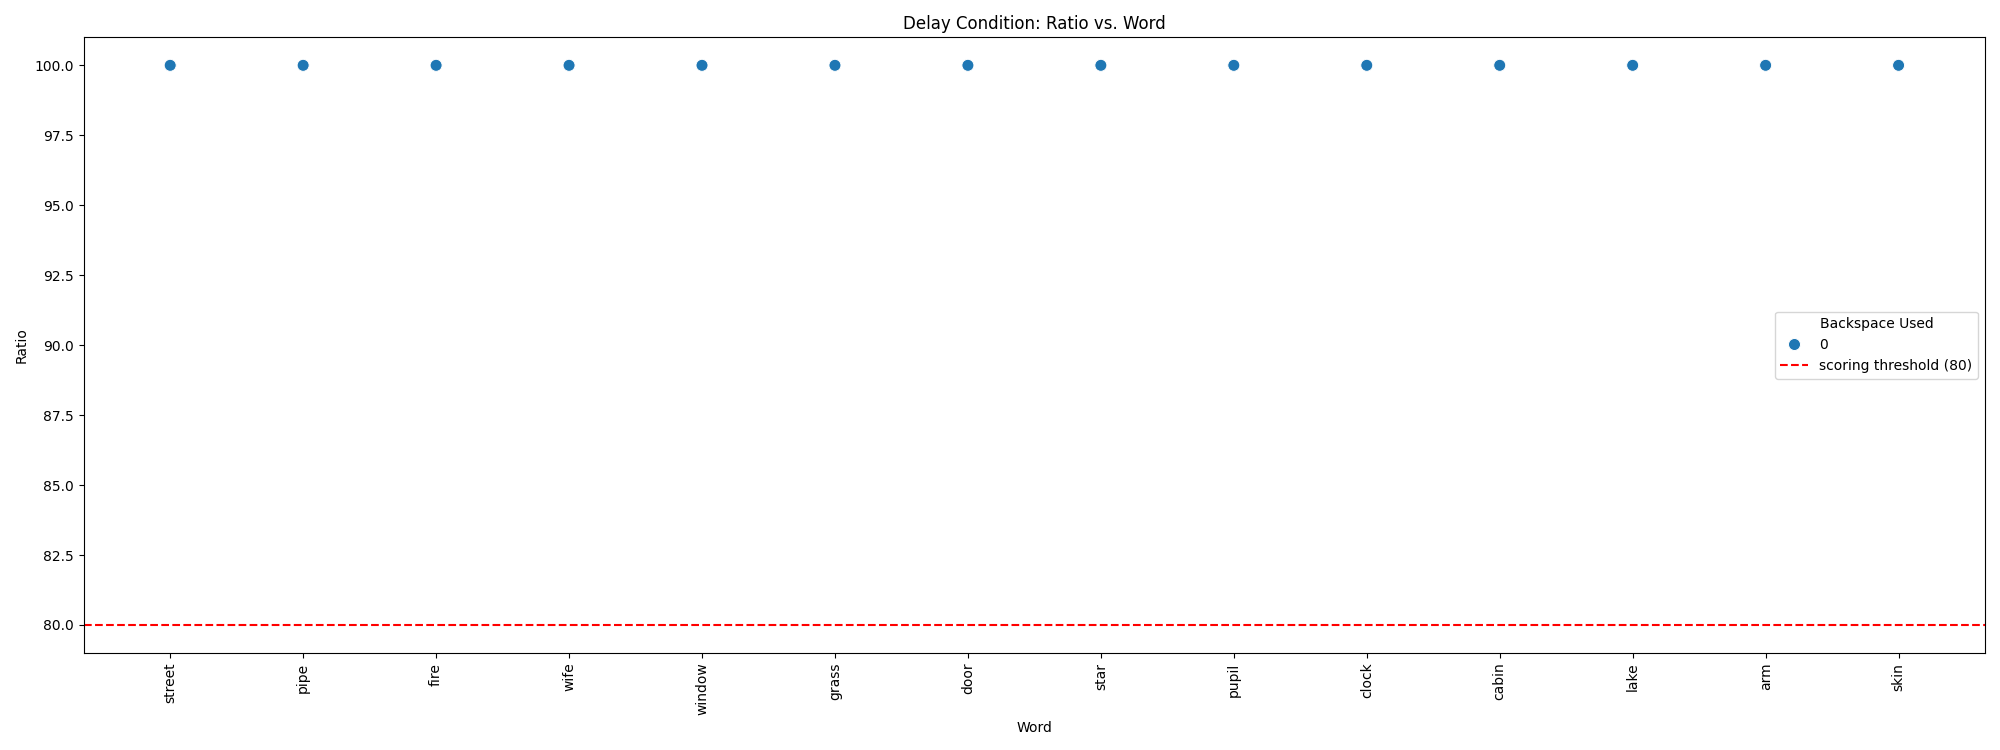 Delay Condition: Ratio vs. Word
100.0
97.5
95.0
92.5
90.0
87.5
85.0
82.5
80.0
Ratio
Backspace Used
0
scoring threshold (80)
street
pipe
fire
wife
window
grass
door
star
pupil
clock
cabin
lake
arm
skin
Word